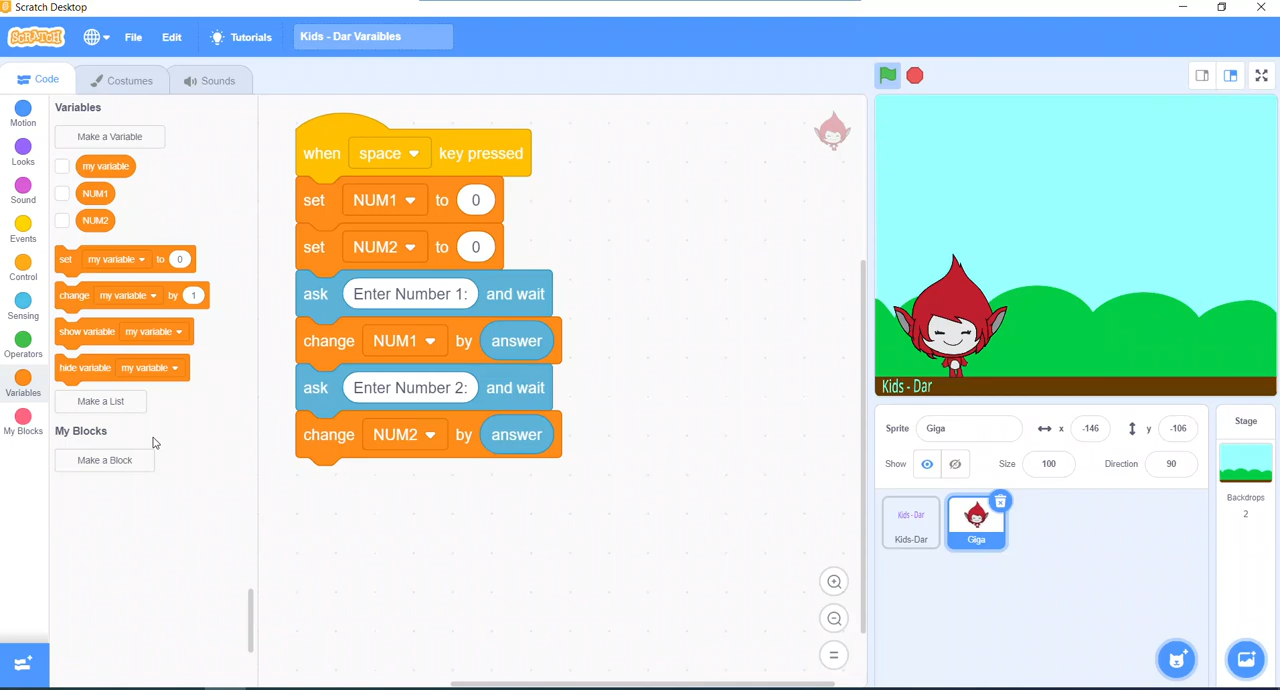 Scratch Desktop
SCRATCH
File
Edit
Tutorials
Kids - Dar Varaibles
Code
Costumes
Sounds
Motion
Looks
Sound
Events
Control
Sensing
Operators
Variables
My Blocks
Variables
Make a Variable
my variable
NUM1
NUM2
set my variable to 0
change my variable by 1
show variable my variable
hide variable my variable
Make a List
My Blocks
Make a Block
when space key pressed
set NUM1 to 0
set NUM2 to 0
ask Enter Number 1: and wait
change NUM1 by answer
ask Enter Number 2: and wait
change NUM2 by answer
Kids - Dar
Sprite Giga x -146 y -106
Show Size 100 Direction 90
Kids - Dar
Kids-Dar
Giga
Stage
Backdrops
2